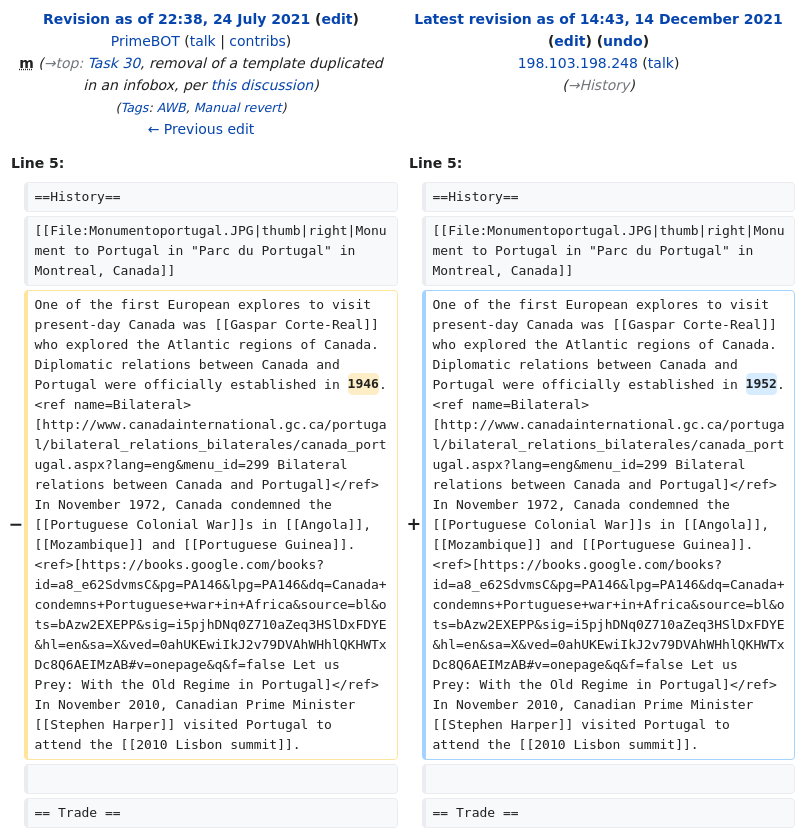 Revision as of 22:38, 24 July 2021 (edit)
PrimeBOT (talk | contribs)
m (→top: Task 30, removal of a template duplicated
in an infobox, per this discussion)
(Tags: AWB, Manual revert)
← Previous edit
Latest revision as of 14:43, 14 December 2021
(edit) (undo)
198.103.198.248 (talk)
(→History)
Line 5:
Line 5:
==History==
==History==
[[File:Monumentoportugal.JPG|thumb|right|Monu
ment to Portugal in "Parc du Portugal" in
Montreal, Canada]]
[[File:Monumentoportugal.JPG|thumb|right|Monu
ment to Portugal in "Parc du Portugal" in
Montreal, Canada]]
−
One of the first European explores to visit
present-day Canada was [[Gaspar Corte-Real]]
who explored the Atlantic regions of Canada.
Diplomatic relations between Canada and
Portugal were officially established in 1946.
<ref name=Bilateral>
[http://www.canadainternational.gc.ca/portuga
l/bilateral_relations_bilaterales/canada_port
ugal.aspx?lang=eng&menu_id=299 Bilateral
relations between Canada and Portugal]</ref>
In November 1972, Canada condemned the
[[Portuguese Colonial War]]s in [[Angola]],
[[Mozambique]] and [[Portuguese Guinea]].
<ref>[https://books.google.com/books?
id=a8_e62SdvmsC&pg=PA146&lpg=PA146&dq=Canada+
condemns+Portuguese+war+in+Africa&source=bl&o
ts=bAzw2EXEPP&sig=i5pjhDNq0Z710aZeq3HSlDxFDYE
&hl=en&sa=X&ved=0ahUKEwiIkJ2v79DVAhWHhlQKHWTx
Dc8Q6AEIMzAB#v=onepage&q&f=false Let us
Prey: With the Old Regime in Portugal]</ref>
In November 2010, Canadian Prime Minister
[[Stephen Harper]] visited Portugal to
attend the [[2010 Lisbon summit]].
+
One of the first European explores to visit
present-day Canada was [[Gaspar Corte-Real]]
who explored the Atlantic regions of Canada.
Diplomatic relations between Canada and
Portugal were officially established in 1952.
<ref name=Bilateral>
[http://www.canadainternational.gc.ca/portuga
l/bilateral_relations_bilaterales/canada_port
ugal.aspx?lang=eng&menu_id=299 Bilateral
relations between Canada and Portugal]</ref>
In November 1972, Canada condemned the
[[Portuguese Colonial War]]s in [[Angola]],
[[Mozambique]] and [[Portuguese Guinea]].
<ref>[https://books.google.com/books?
id=a8_e62SdvmsC&pg=PA146&lpg=PA146&dq=Canada+
condemns+Portuguese+war+in+Africa&source=bl&o
ts=bAzw2EXEPP&sig=i5pjhDNq0Z710aZeq3HSlDxFDYE
&hl=en&sa=X&ved=0ahUKEwiIkJ2v79DVAhWHhlQKHWTx
Dc8Q6AEIMzAB#v=onepage&q&f=false Let us
Prey: With the Old Regime in Portugal]</ref>
In November 2010, Canadian Prime Minister
[[Stephen Harper]] visited Portugal to
attend the [[2010 Lisbon summit]].
== Trade ==
== Trade ==